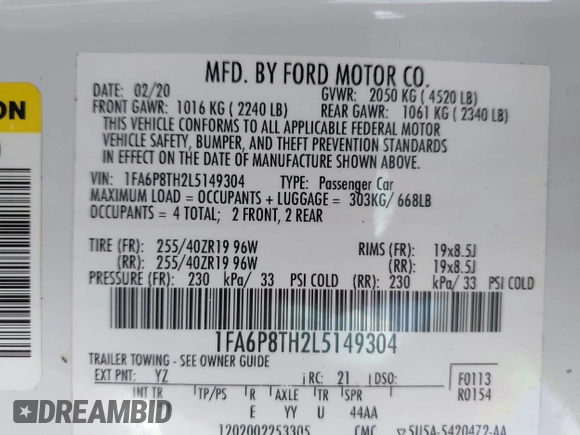 ON
MFD. BY FORD MOTOR CO.
DATE: 02/20 GVWR: 2050 KG ( 4520 LB)
FRONT GAWR: 1016 KG ( 2240 LB) REAR GAWR: 1061 KG ( 2340 LB)
THIS VEHICLE CONFORMS TO ALL APPLICABLE FEDERAL MOTOR
VEHICLE SAFETY, BUMPER, AND THEFT PREVENTION STANDARDS
IN EFFECT ON THE DATE OF MANUFACTURE SHOWN ABOVE.
VIN: 1FA6P8TH2L5149304 TYPE: Passenger Car
MAXIMUM LOAD = OCCUPANTS + LUGGAGE = 303KG/ 668LB
OCCUPANTS = 4 TOTAL; 2 FRONT, 2 REAR
TIRE (FR): 255/40ZR19 96W RIMS (FR): 19x8.5J
(RR): 255/40ZR19 96W (RR): 19x8.5J
PRESSURE (FR): 230 kPa/ 33 PSI COLD (RR): 230 kPa/ 33 PSI COLD
1FA6P8TH2L5149304
TRAILER TOWING - SEE OWNER GUIDE
EXT PNT: YZ RC: 21 DSO: F0113
INT TR TP/PS R AXLE TR SPR R0154
E YY U 44AA
1202002253305 CMC 5U5A-5420472-AA
DREAMBID